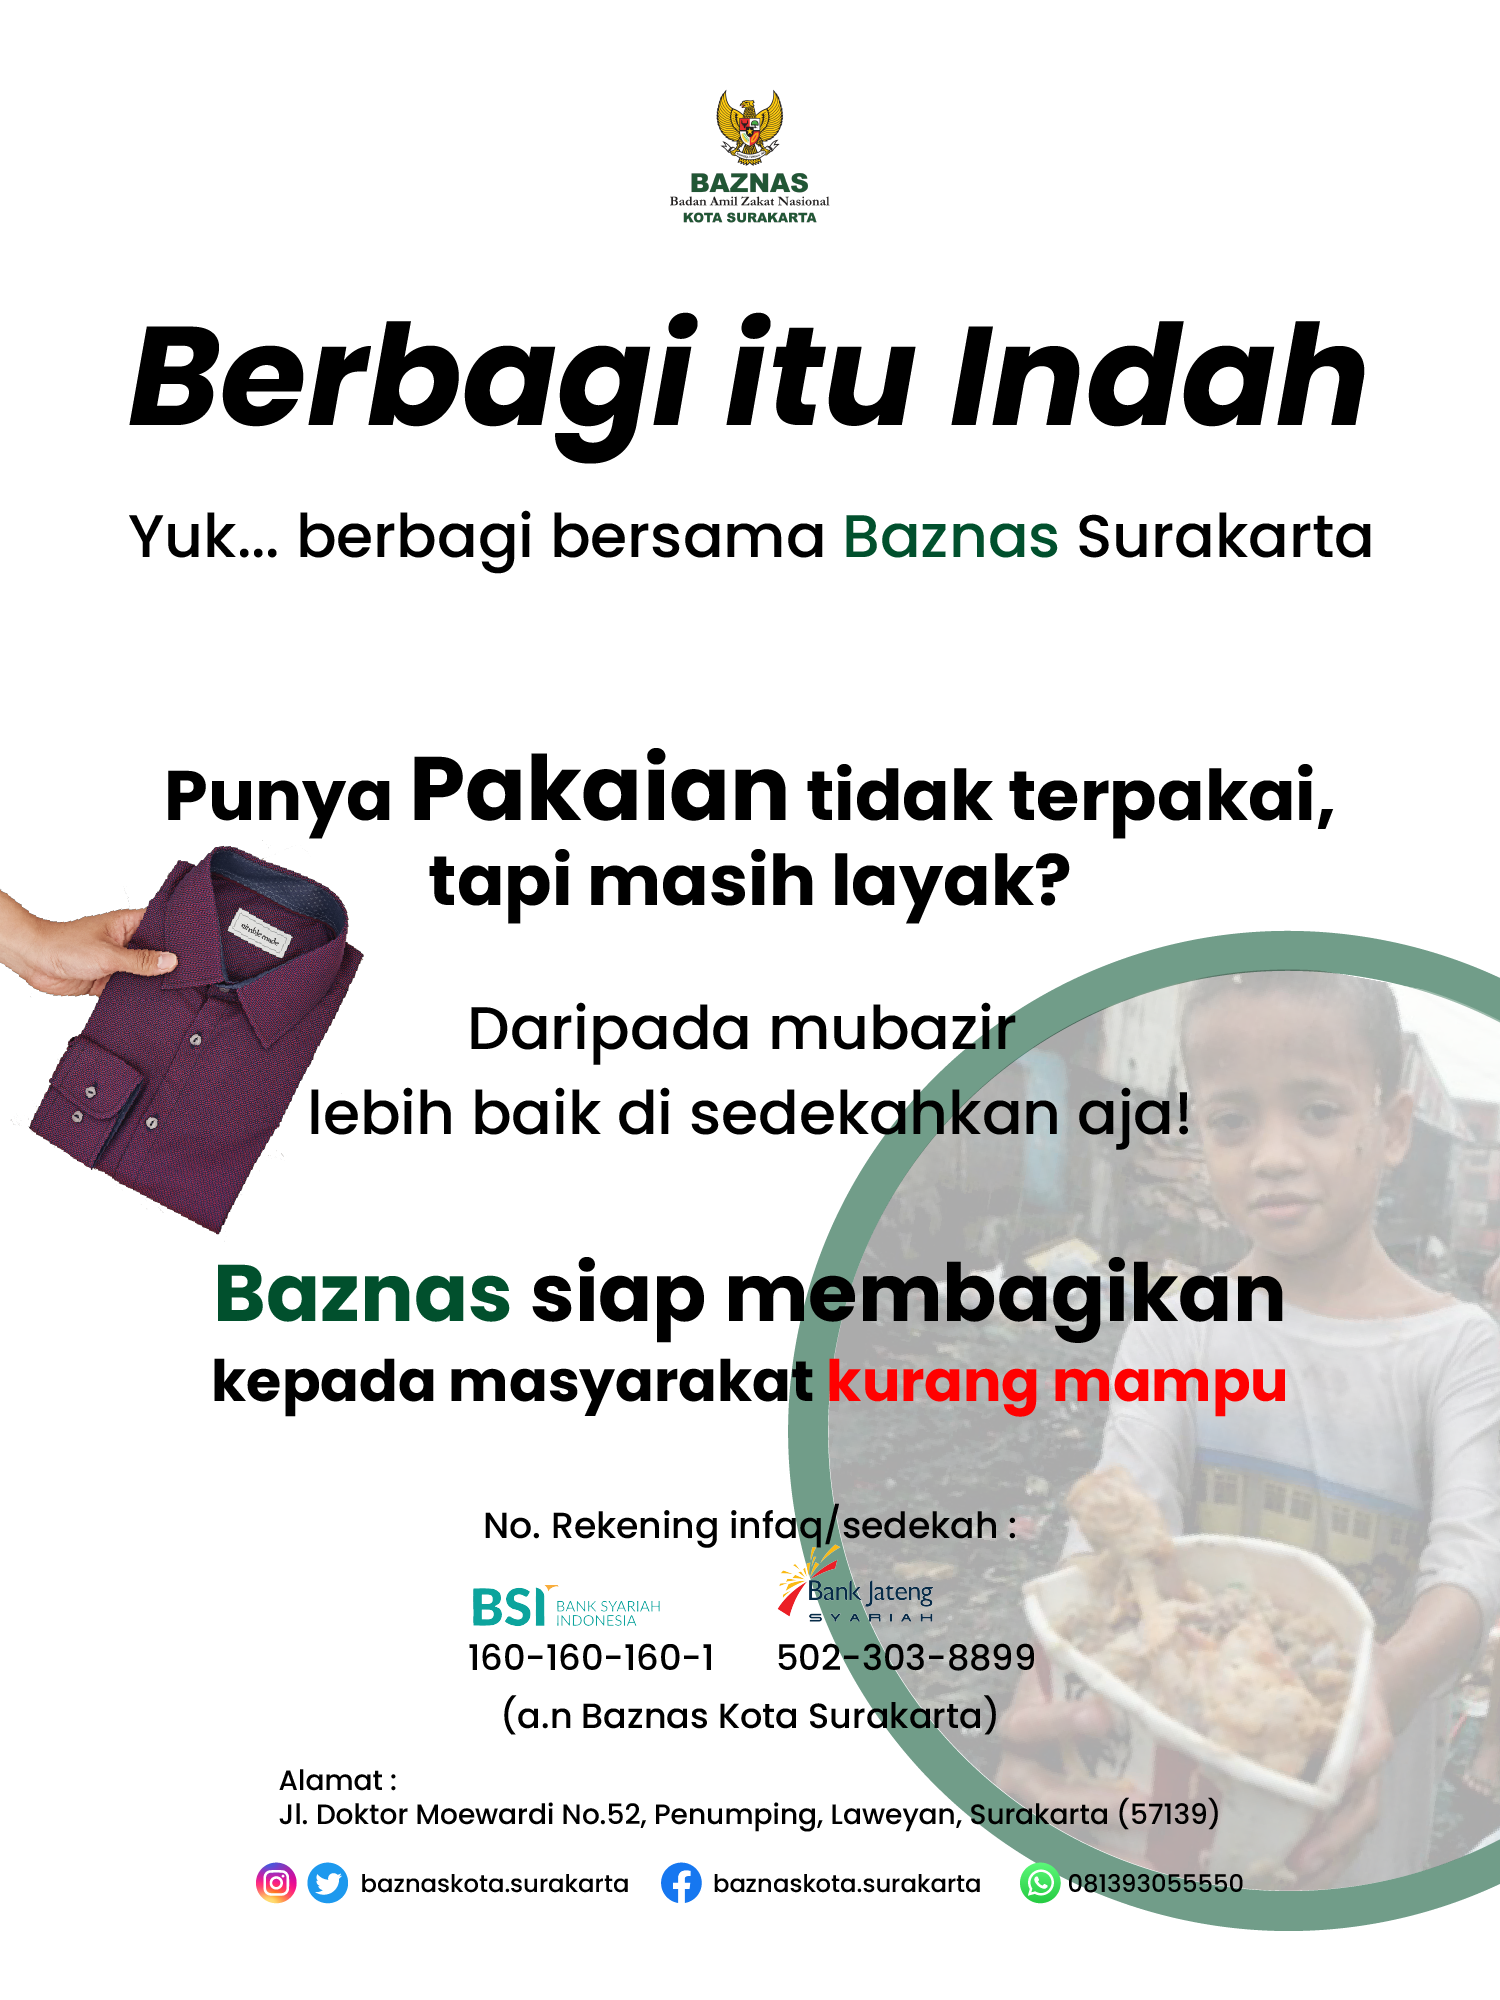 BAZNAS
Badan Amil Zakat Nasional
KOTA SURAKARTA
Berbagi itu Indah
Yuk... berbagi bersama Baznas Surakarta
Punya Pakaian tidak terpakai,
tapi masih layak?
nimble made
Daripada mubazir
lebih baik di sedekahkan aja!
Baznas siap membagikan
kepada masyarakat kurang mampu
No. Rekening infaq/sedekah :
BSI BANK SYARIAH INDONESIA
Bank Jateng
SYARIAH
160-160-160-1 502-303-8899
(a.n Baznas Kota Surakarta)
Alamat :
Jl. Doktor Moewardi No.52, Penumping, Laweyan, Surakarta (57139)
baznaskota.surakarta baznaskota.surakarta 081393055550